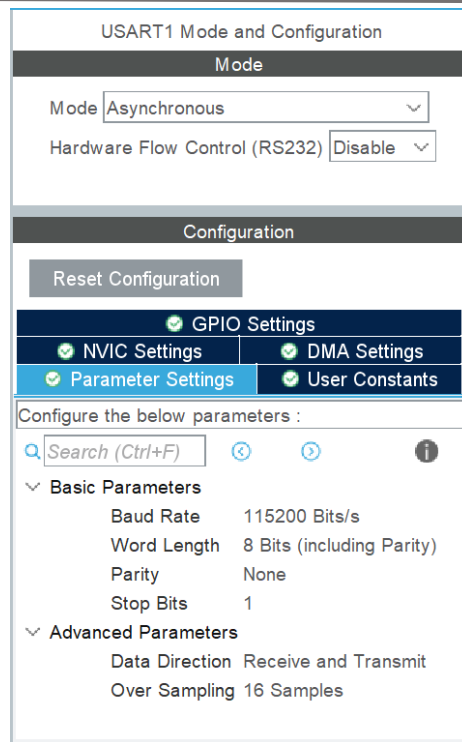 USART1 Mode and Configuration
Mode
Mode Asynchronous
Hardware Flow Control (RS232) Disable
Configuration
Reset Configuration
GPIO Settings
NVIC Settings DMA Settings
Parameter Settings User Constants
Configure the below parameters :
Search (Ctrl+F)
Basic Parameters
Baud Rate 115200 Bits/s
Word Length 8 Bits (including Parity)
Parity None
Stop Bits 1
Advanced Parameters
Data Direction Receive and Transmit
Over Sampling 16 Samples